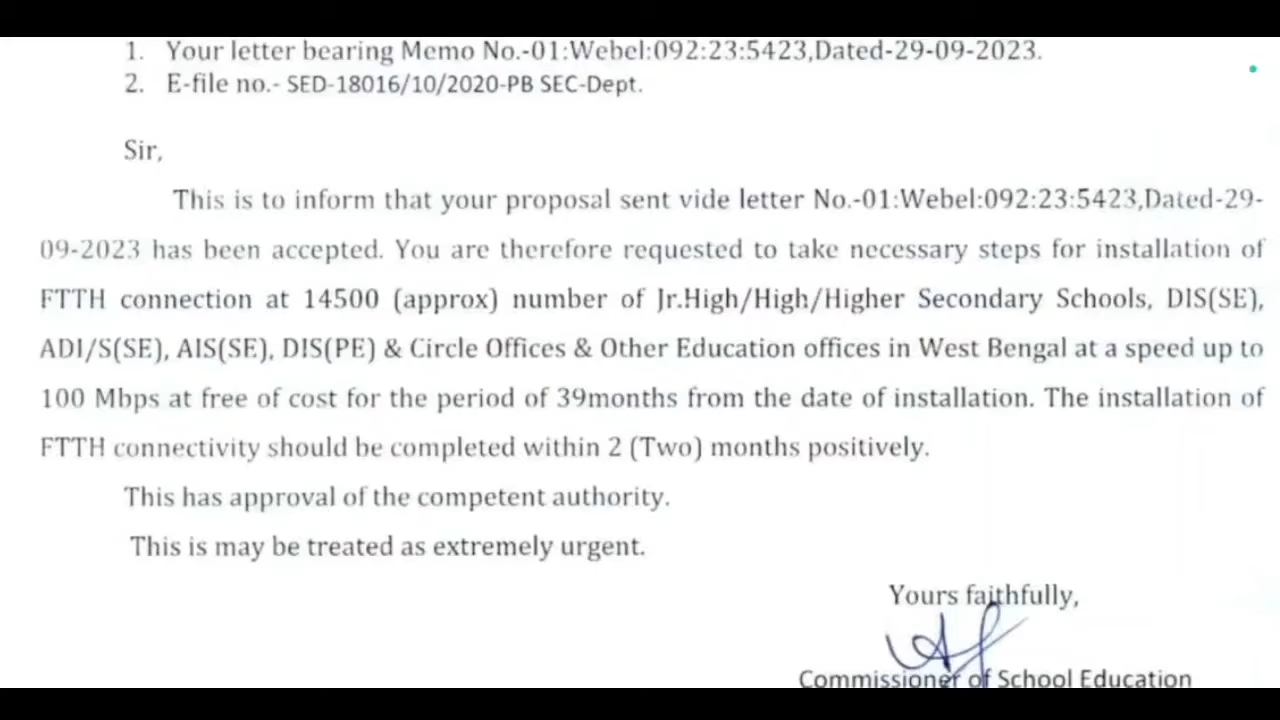 1. Your letter bearing Memo No.-01:Webel:092:23:5423,Dated-29-09-2023.
2. E-file no.- SED-18016/10/2020-PB SEC-Dept.
Sir,
This is to inform that your proposal sent vide letter No.-01:Webel:092:23:5423,Dated-29-
09-2023 has been accepted. You are therefore requested to take necessary steps for installation of
FTTH connection at 14500 (approx) number of Jr.High/High/Higher Secondary Schools, DIS(SE),
ADI/S(SE), AIS(SE), DIS(PE) & Circle Offices & Other Education offices in West Bengal at a speed up to
100 Mbps at free of cost for the period of 39months from the date of installation. The installation of
FTTH connectivity should be completed within 2 (Two) months positively.
This has approval of the competent authority.
This is may be treated as extremely urgent.
Yours faithfully,
Commissioner of School Education